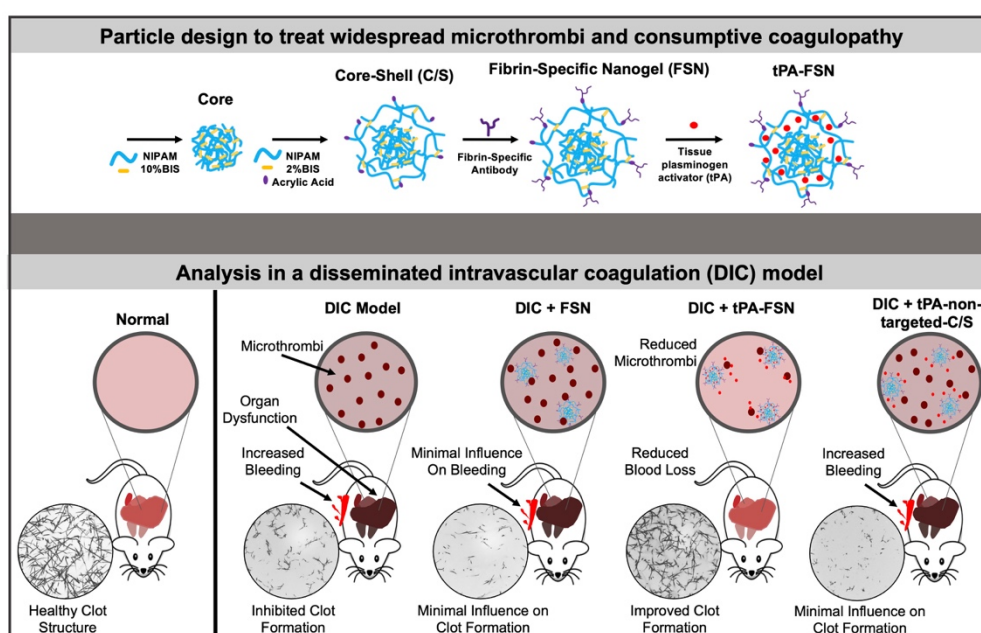 Particle design to treat widespread microthrombi and consumptive coagulopathy
Core
NIPAM
10%BIS
Core-Shell (C/S)
NIPAM
2%BIS
Acrylic Acid
Fibrin-Specific Nanogel (FSN)
Fibrin-Specific
Antibody
tPA-FSN
Tissue
plasminogen
activator (tPA)
Analysis in a disseminated intravascular coagulation (DIC) model
Normal
Healthy Clot
Structure
DIC Model
Microthrombi
Organ
Dysfunction
Increased
Bleeding
Inhibited Clot
Formation
DIC + FSN
Minimal Influence
On Bleeding
Minimal Influence on
Clot Formation
DIC + tPA-FSN
Reduced
Microthrombi
Reduced
Blood Loss
Improved Clot
Formation
DIC + tPA-non-
targeted-C/S
Increased
Bleeding
Minimal Influence on
Clot Formation